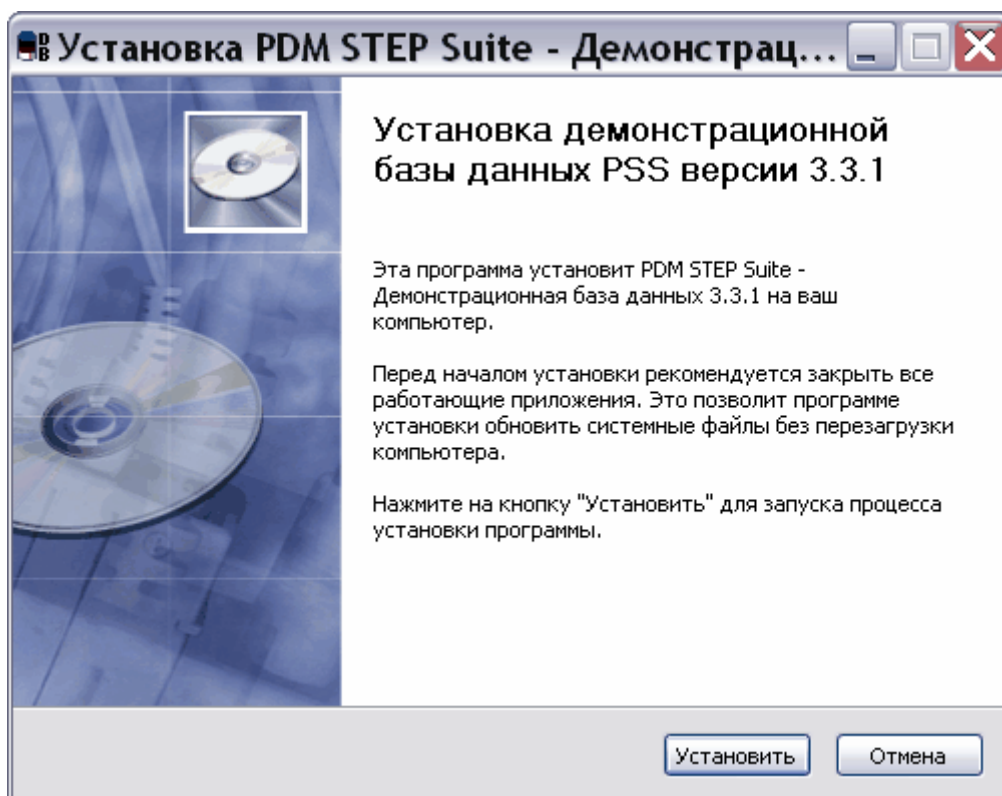 DB
Установка PDM STEP Suite - Демонстрац...
Установка демонстрационной
базы данных PSS версии 3.3.1
Эта программа установит PDM STEP Suite -
Демонстрационная база данных 3.3.1 на ваш
компьютер.
Перед началом установки рекомендуется закрыть все
работающие приложения. Это позволит программе
установки обновить системные файлы без перезагрузки
компьютера.
Нажмите на кнопку "Установить" для запуска процесса
установки программы.
Установить
Отмена